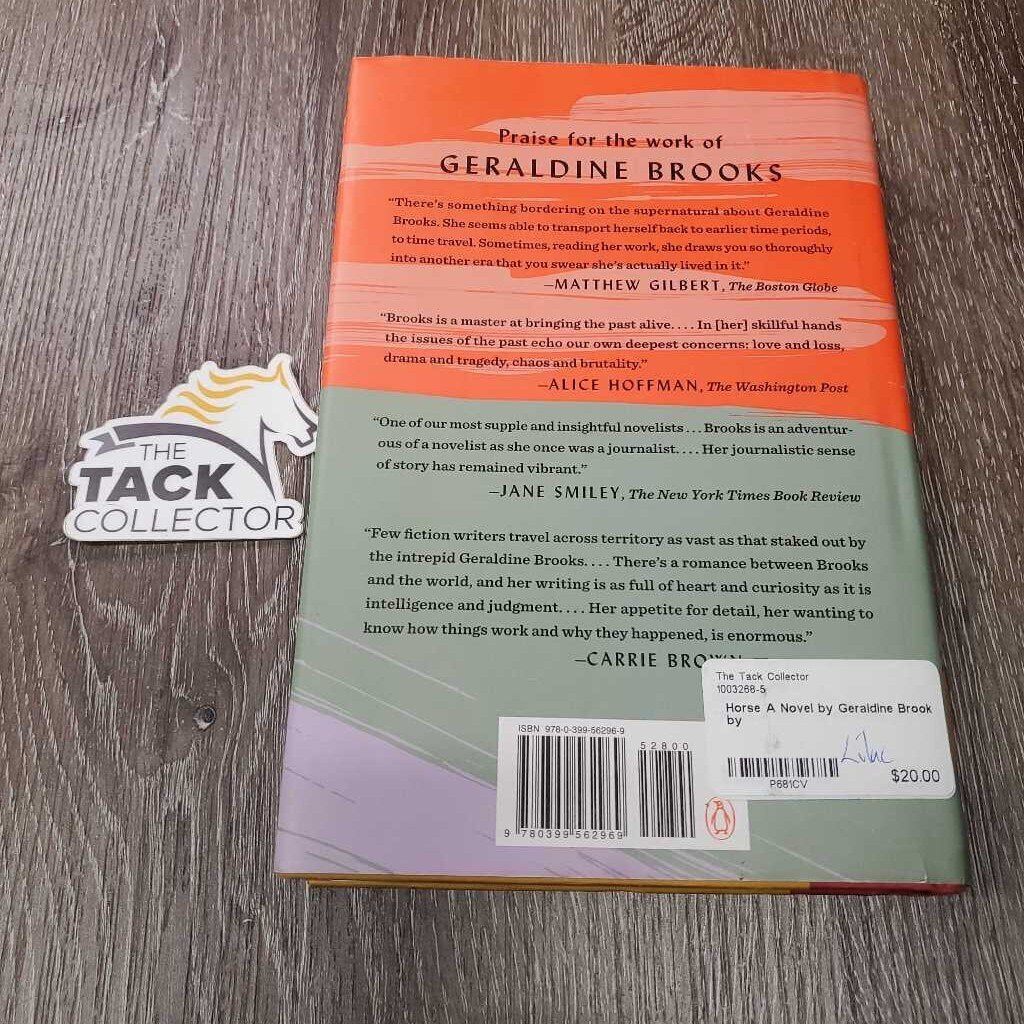 Praise for the work of
GERALDINE BROOKS
“There’s something bordering on the supernatural about Geraldine
Brooks. She seems able to transport herself back to earlier time periods,
to time travel. Sometimes, reading her work, she draws you so thoroughly
into another era that you swear she’s actually lived in it.”
—MATTHEW GILBERT, The Boston Globe
“Brooks is a master at bringing the past alive. . . . In [her] skillful hands
the issues of the past echo our own deepest concerns: love and loss,
drama and tragedy, chaos and brutality.”
—ALICE HOFFMAN, The Washington Post
“One of our most supple and insightful novelists . . . Brooks is an adventur-
ous of a novelist as she once was a journalist. . . . Her journalistic sense
of story has remained vibrant.”
—JANE SMILEY, The New York Times Book Review
“Few fiction writers travel across territory as vast as that staked out by
the intrepid Geraldine Brooks. . . . There’s a romance between Brooks
and the world, and her writing is as full of heart and curiosity as it is
intelligence and judgment. . . . Her appetite for detail, her wanting to
know how things work and why they happened, is enormous.”
—CARRIE BROWN
THE
TACK
COLLECTOR
The Tack Collector
1003268-5
Horse A Novel by Geraldine Brook
by
P681CV
$20.00
ISBN 978-0-399-56296-9
52800
9 780399 562969